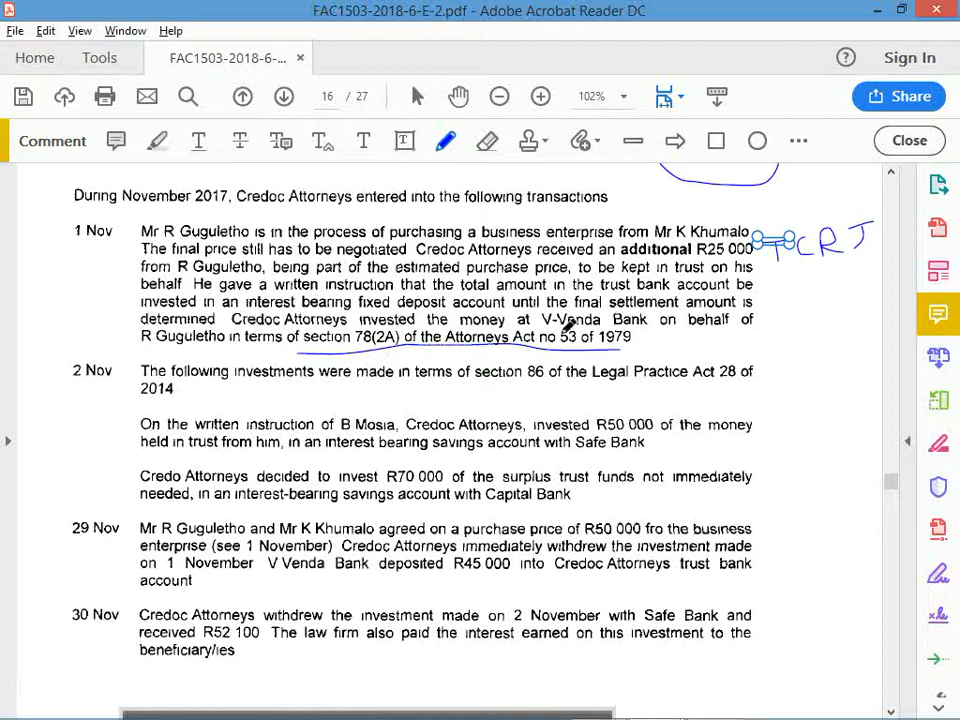 FAC1503-2018-6-E-2.pdf - Adobe Acrobat Reader DC
File Edit View Window Help
Home Tools FAC1503-2018-6-... × Sign In
16 / 27 102% Share
Comment Close
During November 2017, Credoc Attorneys entered into the following transactions
1 Nov Mr R Guguletho is in the process of purchasing a business enterprise from Mr K Khumalo
The final price still has to be negotiated Credoc Attorneys received an additional R25 000
from R Guguletho, being part of the estimated purchase price, to be kept in trust on his
behalf He gave a written instruction that the total amount in the trust bank account be
invested in an interest bearing fixed deposit account until the final settlement amount is
determined Credoc Attorneys invested the money at V-Venda Bank on behalf of
R Guguletho in terms of section 78(2A) of the Attorneys Act no 53 of 1979
TCRJ
2 Nov The following investments were made in terms of section 86 of the Legal Practice Act 28 of
2014
On the written instruction of B Mosia, Credoc Attorneys, invested R50 000 of the money
held in trust from him, in an interest bearing savings account with Safe Bank
Credo Attorneys decided to invest R70 000 of the surplus trust funds not immediately
needed, in an interest-bearing savings account with Capital Bank
29 Nov Mr R Guguletho and Mr K Khumalo agreed on a purchase price of R50 000 fro the business
enterprise (see 1 November) Credoc Attorneys immediately withdrew the investment made
on 1 November V Venda Bank deposited R45 000 into Credoc Attorneys trust bank
account
30 Nov Credoc Attorneys withdrew the investment made on 2 November with Safe Bank and
received R52 100 The law firm also paid the interest earned on this investment to the
beneficiary/ies